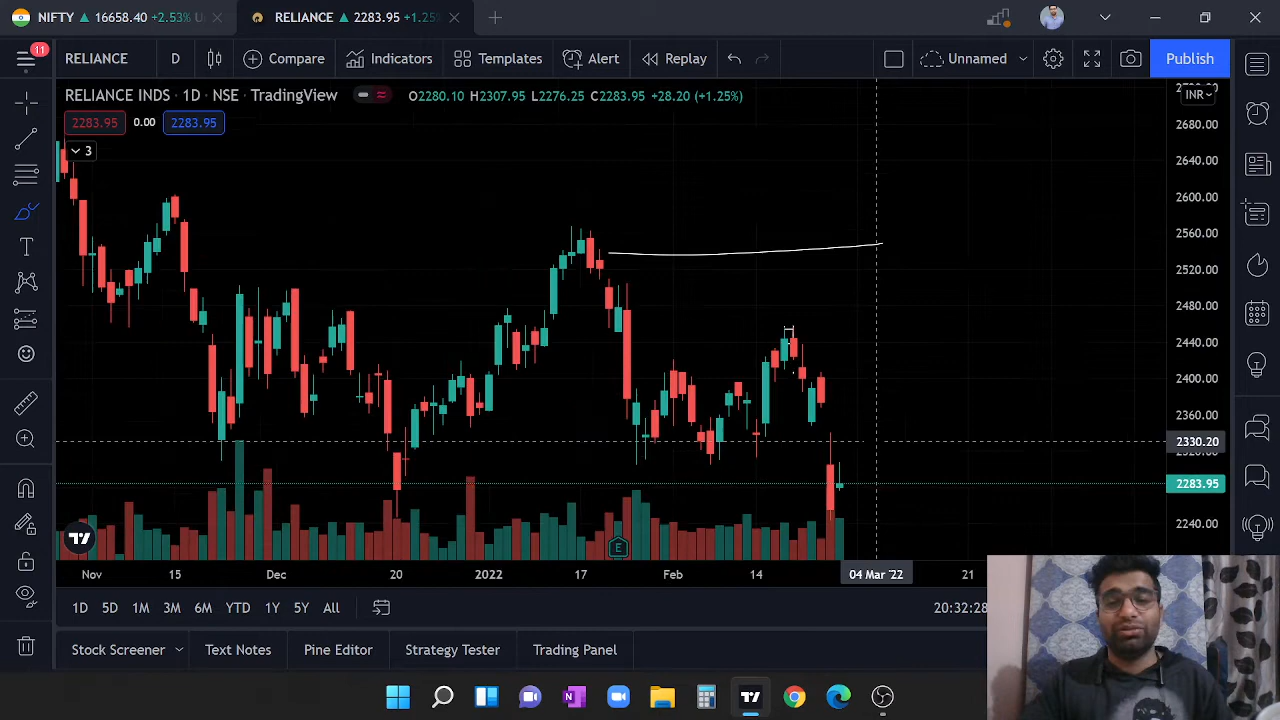 NIFTY ▲ 16658.40 +2.53%
RELIANCE ▲ 2283.95 +1.25%
11
RELIANCE D Compare Indicators Templates Alert Replay Unnamed Publish
RELIANCE INDS · 1D · NSE · TradingView O2280.10 H2307.95 L2276.25 C2283.95 +28.20 (+1.25%)
INR
2283.95 0.00 2283.95
3
2680.00
2640.00
2600.00
2560.00
2520.00
2480.00
2440.00
2400.00
2360.00
2330.20
2283.95
2240.00
E
Nov 15 Dec 20 2022 17 Feb 14 04 Mar '22 21
1D 5D 1M 3M 6M YTD 1Y 5Y All 20:32:28
Stock Screener Text Notes Pine Editor Strategy Tester Trading Panel